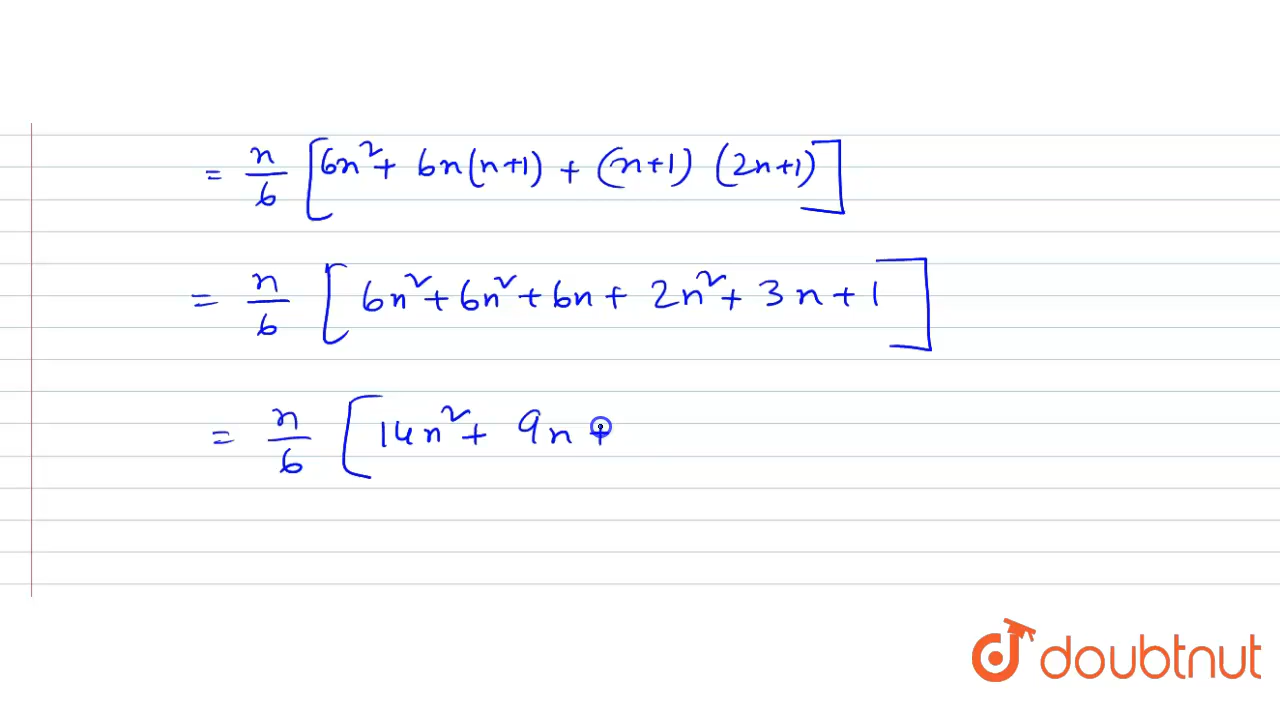 = n/6 [6n² + 6n(n+1) + (n+1) (2n+1)]
= n/6 [6n² + 6n² + 6n + 2n² + 3n + 1]
= n/6 [14n² + 9n +
doubtnut